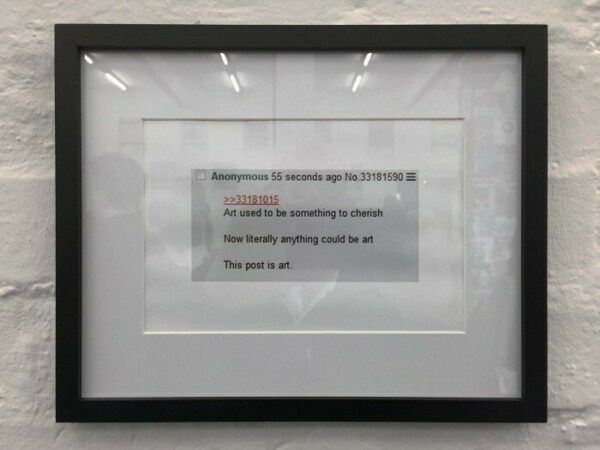 Anonymous 55 seconds ago No.33181590
>>33181015
Art used to be something to cherish
Now literally anything could be art
This post is art.